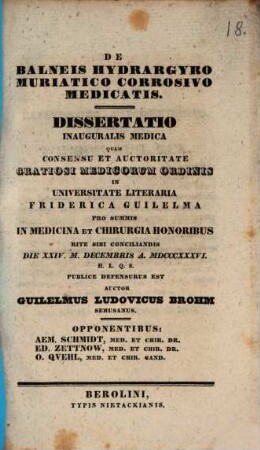 18.
DE
BALNEIS HYDRARGYRO
MURIATICO CORROSIVO
MEDICATIS.
DISSERTATIO
INAUGURALIS MEDICA
QUAM
CONSENSU ET AUCTORITATE
GRATIOSI MEDICORUM ORDINIS
IN
UNIVERSITATE LITERARIA
FRIDERICA GUILELMA
PRO SUMMIS
IN MEDICINA ET CHIRURGIA HONORIBUS
RITE SIBI CONCILIANDIS
DIE XXIV. M. DECEMBRIS A. MDCCCXXXVI.
H. L. Q. S.
PUBLICE DEFENSURUS EST
AUCTOR
GUILELMUS LUDOVICUS BROHM
SEMUSANUS.
OPPONENTIBUS:
AEM. SCHMIDT, MED. ET CHIR. DR.
ED. ZETTNOW, MED. ET CHIR. DR.
O. QVEHL, MED. ET CHIR. CAND.
BEROLINI,
TYPIS NIETACKIANIS.